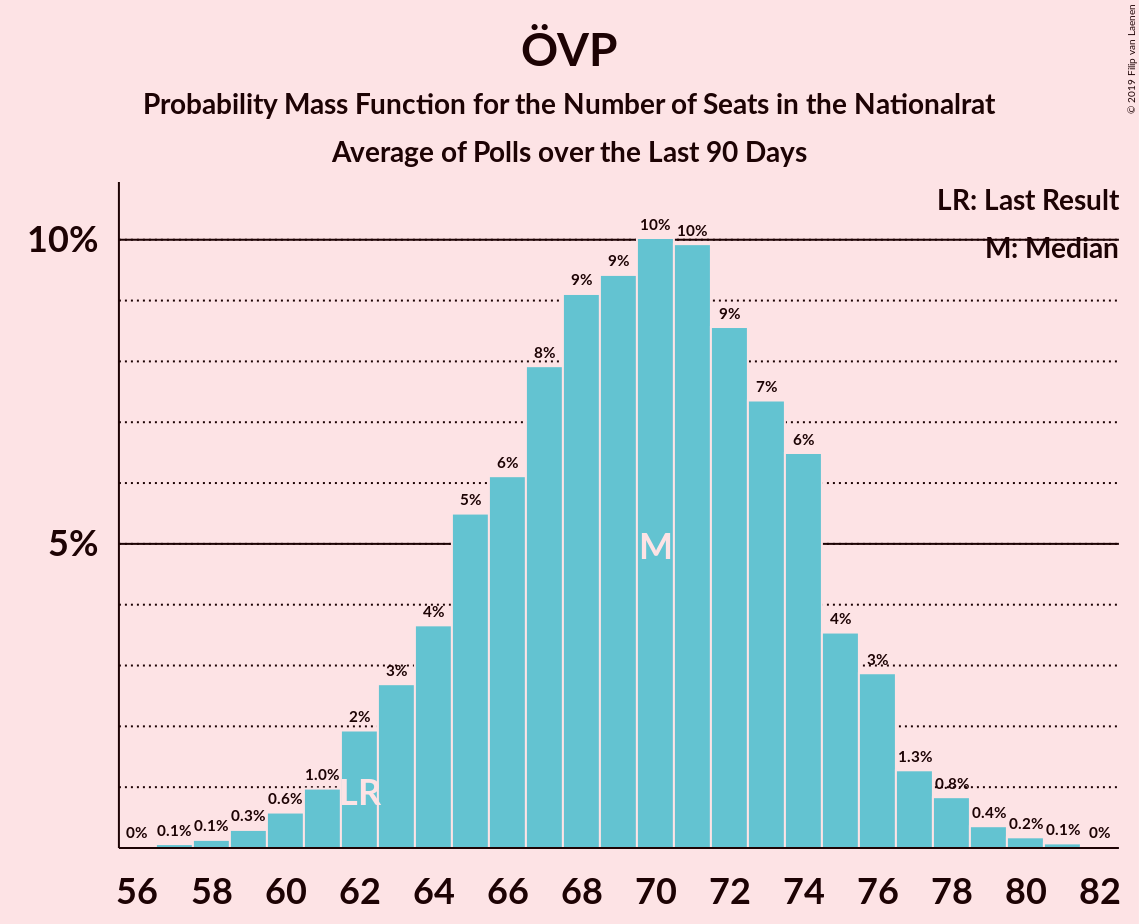 ÖVP
Probability Mass Function for the Number of Seats in the Nationalrat
Average of Polls over the Last 90 Days
© 2019 Filip van Laenen
LR: Last Result
M: Median
10%
5%
0% 0.1% 0.1% 0.3% 0.6% 1.0% 2% 3% 4% 5% 6% 8% 9% 9% 10% 10% 9% 7% 6% 4% 3% 1.3% 0.8% 0.4% 0.2% 0.1% 0%
LR
M
56 58 60 62 64 66 68 70 72 74 76 78 80 82